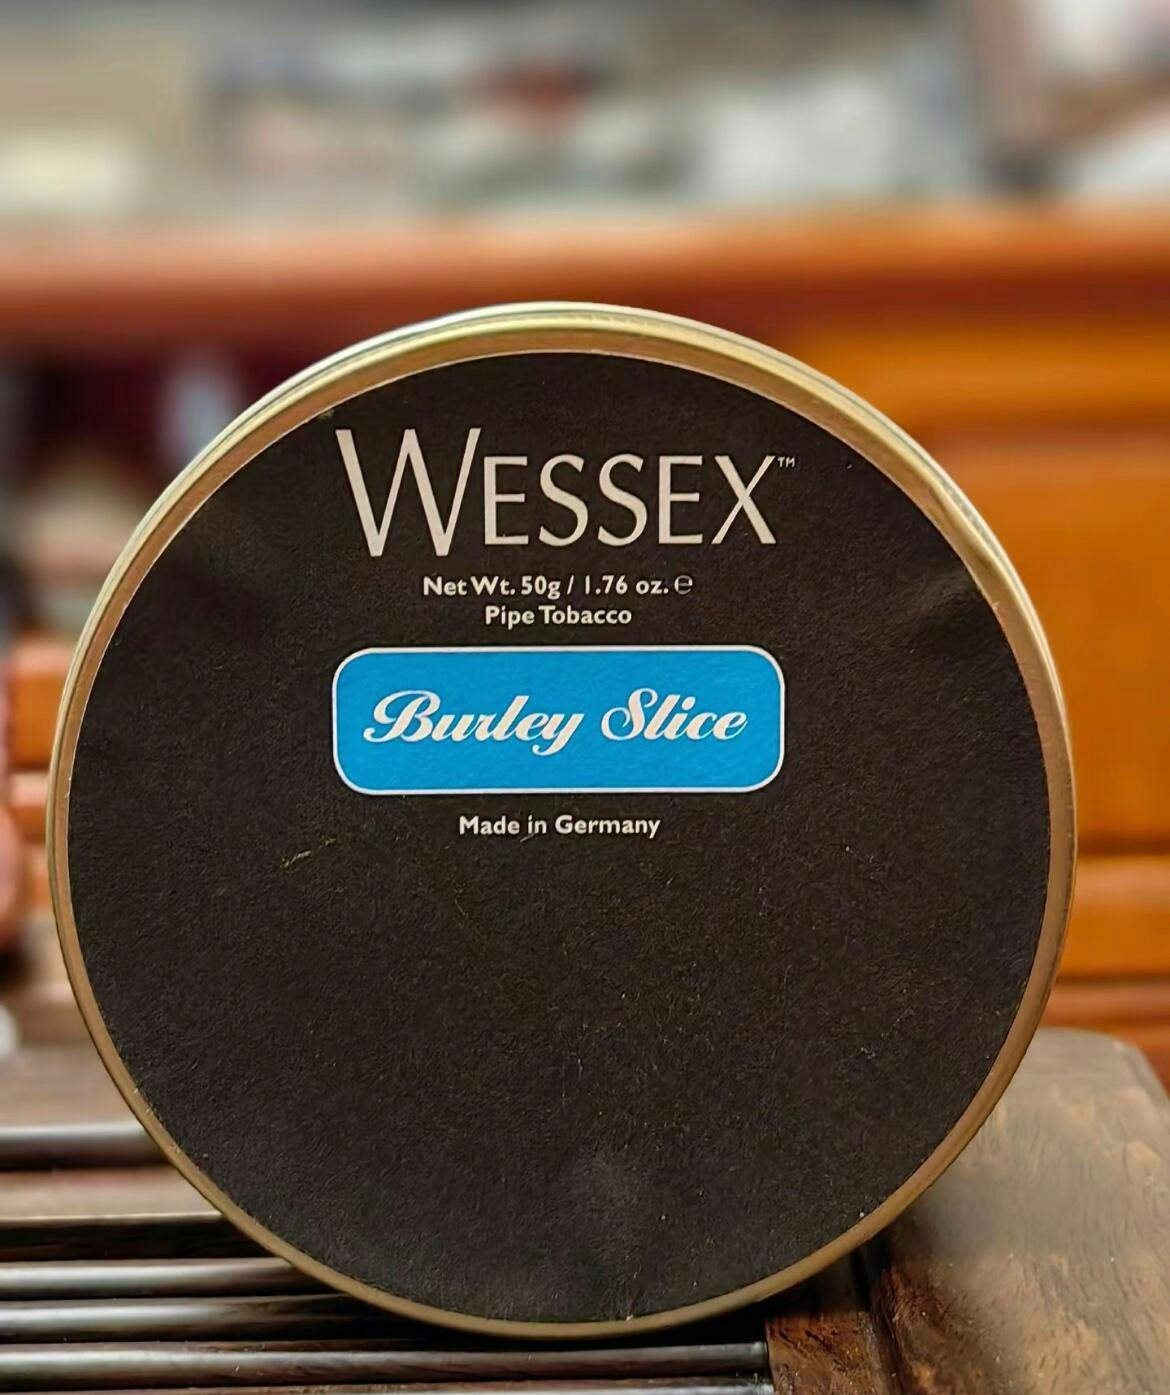 WESSEX™
Net Wt. 50g / 1.76 oz. ℮
Pipe Tobacco
Burley Slice
Made in Germany